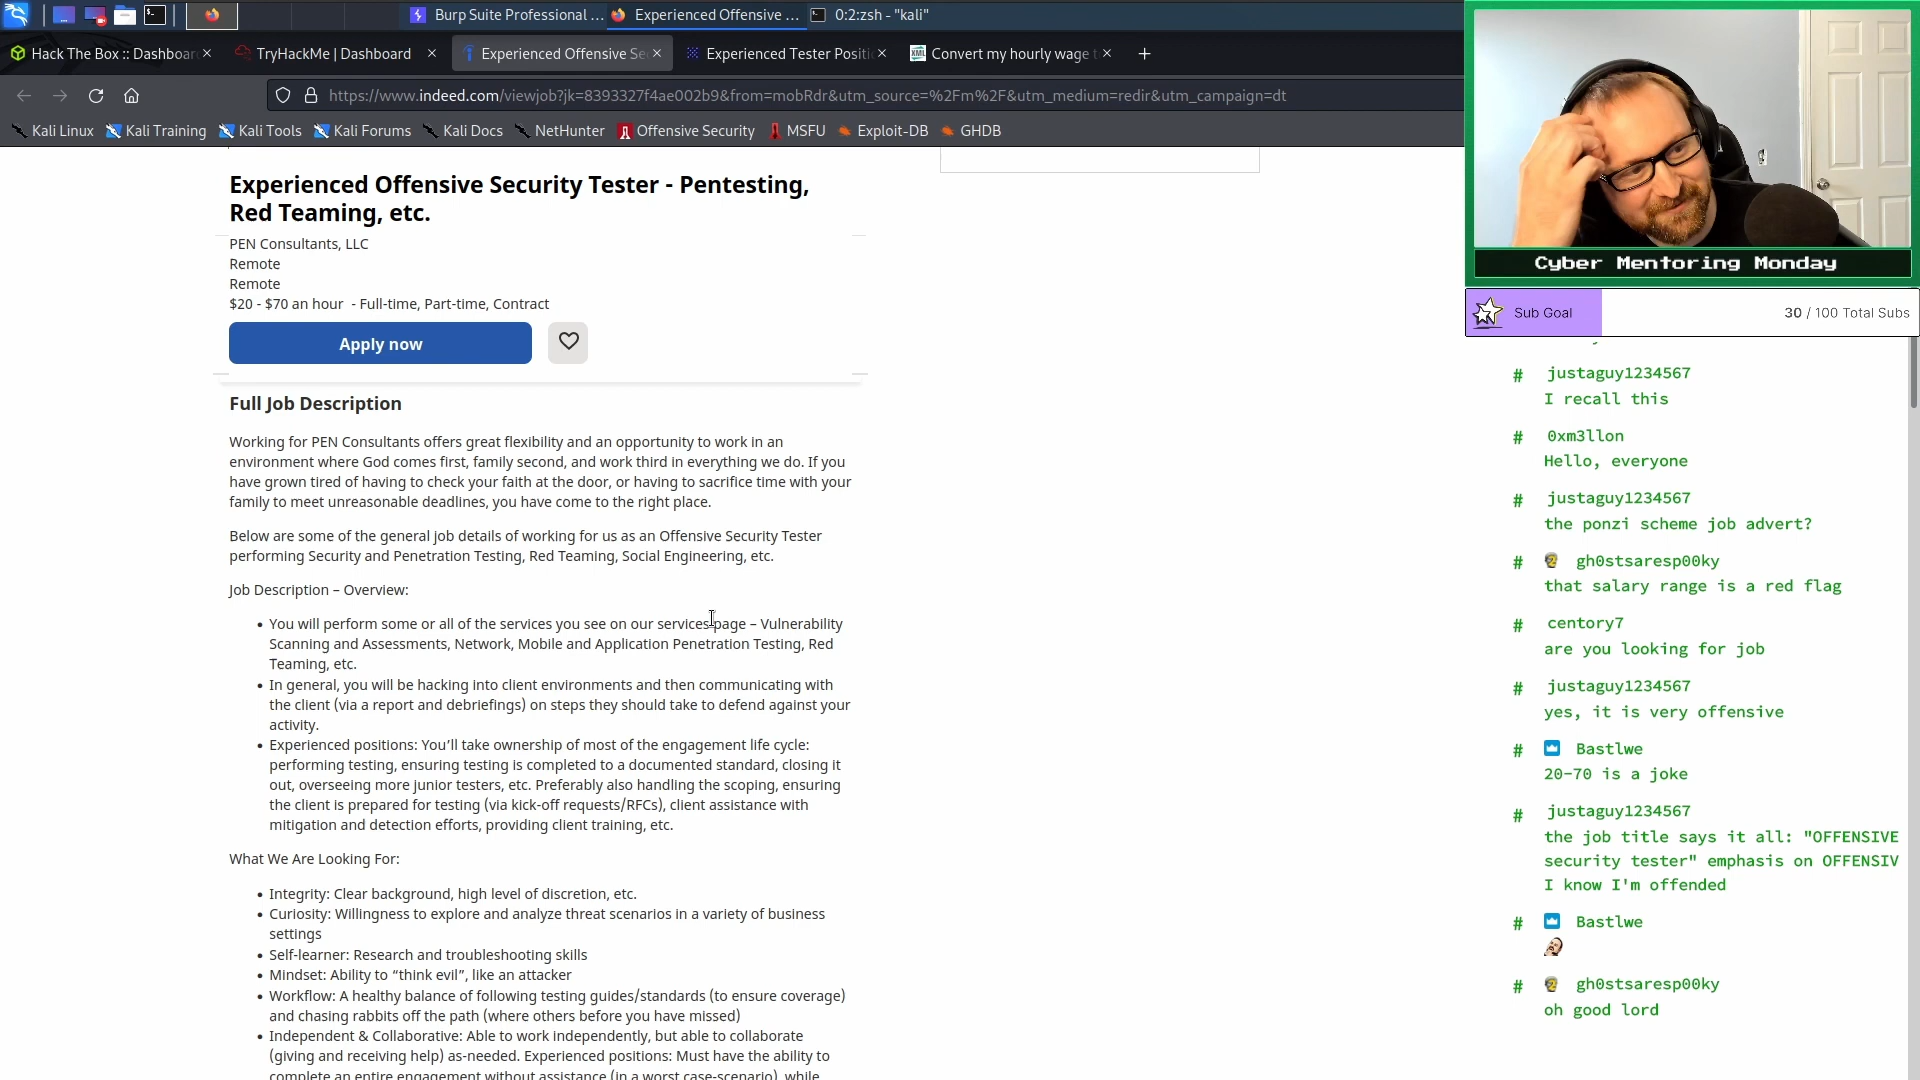 Burp Suite Professional ...
Experienced Offensive ...
0:2:zsh - "kali"
Hack The Box :: Dashboar
TryHackMe | Dashboard
Experienced Offensive Se
Experienced Tester Positi
Convert my hourly wage t
https://www.indeed.com/viewjob?jk=8393327f4ae002b9&from=mobRdr&utm_source=%2Fm%2F&utm_medium=redir&utm_campaign=dt
Kali Linux
Kali Training
Kali Tools
Kali Forums
Kali Docs
NetHunter
Offensive Security
MSFU
Exploit-DB
GHDB
Experienced Offensive Security Tester - Pentesting,
Red Teaming, etc.
PEN Consultants, LLC
Remote
Remote
$20 - $70 an hour - Full-time, Part-time, Contract
Apply now
Full Job Description
Working for PEN Consultants offers great flexibility and an opportunity to work in an
environment where God comes first, family second, and work third in everything we do. If you
have grown tired of having to check your faith at the door, or having to sacrifice time with your
family to meet unreasonable deadlines, you have come to the right place.
Below are some of the general job details of working for us as an Offensive Security Tester
performing Security and Penetration Testing, Red Teaming, Social Engineering, etc.
Job Description – Overview:
• You will perform some or all of the services you see on our services page – Vulnerability
Scanning and Assessments, Network, Mobile and Application Penetration Testing, Red
Teaming, etc.
• In general, you will be hacking into client environments and then communicating with
the client (via a report and debriefings) on steps they should take to defend against your
activity.
• Experienced positions: You’ll take ownership of most of the engagement life cycle:
performing testing, ensuring testing is completed to a documented standard, closing it
out, overseeing more junior testers, etc. Preferably also handling the scoping, ensuring
the client is prepared for testing (via kick-off requests/RFCs), client assistance with
mitigation and detection efforts, providing client training, etc.
What We Are Looking For:
• Integrity: Clear background, high level of discretion, etc.
• Curiosity: Willingness to explore and analyze threat scenarios in a variety of business
settings
• Self-learner: Research and troubleshooting skills
• Mindset: Ability to “think evil”, like an attacker
• Workflow: A healthy balance of following testing guides/standards (to ensure coverage)
and chasing rabbits off the path (where others before you have missed)
• Independent & Collaborative: Able to work independently, but able to collaborate
(giving and receiving help) as-needed. Experienced positions: Must have the ability to
complete an entire engagement without assistance (in a worst case-scenario), while
Cyber Mentoring Monday
Sub Goal
30 / 100 Total Subs
# justaguy1234567
I recall this
# 0xm3llon
Hello, everyone
# justaguy1234567
the ponzi scheme job advert?
# gh0stsaresp00ky
that salary range is a red flag
# centory7
are you looking for job
# justaguy1234567
yes, it is very offensive
# Bastlwe
20-70 is a joke
# justaguy1234567
the job title says it all: "OFFENSIVE
security tester" emphasis on OFFENSIV
I know I'm offended
# Bastlwe
# gh0stsaresp00ky
oh good lord